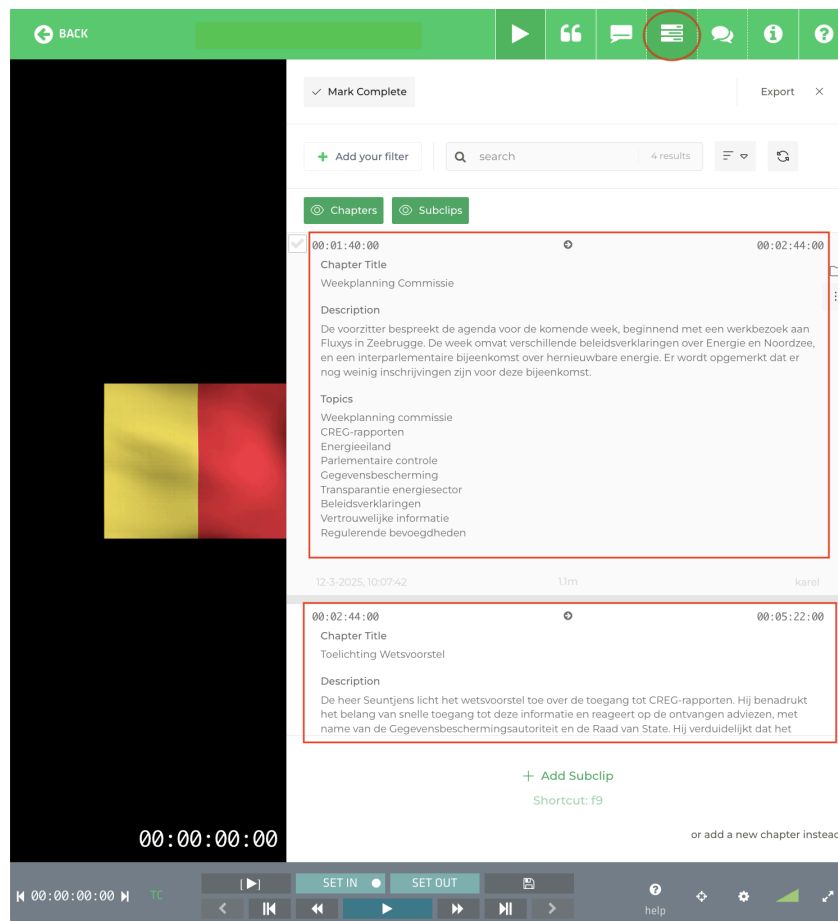 BACK
Mark Complete
Export
Add your filter
search
4 results
Chapters
Subclips
00:01:40:00
00:02:44:00
Chapter Title
Weekplanning Commissie
Description
De voorzitter bespreekt de agenda voor de komende week, beginnend met een werkbezoek aan
Fluxys in Zeebrugge. De week omvat verschillende beleidsverklaringen over Energie en Noordzee,
en een interparlementaire bijeenkomst over hernieuwbare energie. Er wordt opgemerkt dat er
nog weinig inschrijvingen zijn voor deze bijeenkomst.
Topics
Weekplanning commissie
CREG-rapporten
Energieeiland
Parlementaire controle
Gegevensbescherming
Transparantie energiesector
Beleidsverklaringen
Vertrouwelijke informatie
Regulerende bevoegdheden
12-3-2025, 10:07:42
1.1m
karel
00:02:44:00
00:05:22:00
Chapter Title
Toelichting Wetsvoorstel
Description
De heer Seuntjens licht het wetsvoorstel toe over de toegang tot CREG-rapporten. Hij benadrukt
het belang van snelle toegang tot deze informatie en reageert op de ontvangen adviezen, met
name van de Gegevensbeschermingsautoriteit en de Raad van State. Hij verduidelijkt dat het
+ Add Subclip
Shortcut: f9
or add a new chapter instead
00:00:00:00
00:00:00:00
TC
SET IN
SET OUT
help